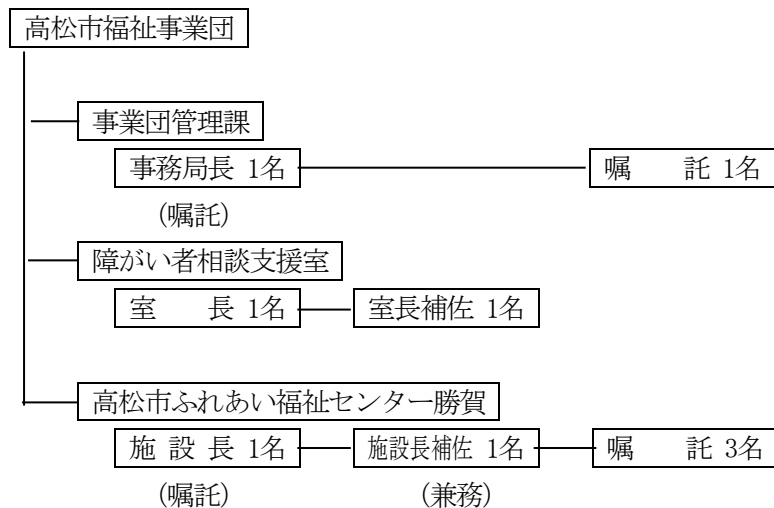 高松市福祉事業団
事業団管理課
事務局長 1名 嘱　　託 1名
（嘱託）
障がい者相談支援室
室　　長 1名 室長補佐 1名
高松市ふれあい福祉センター勝賀
施 設 長 1名 施設長補佐 1名 嘱　　託 3名
（嘱託） （兼務）